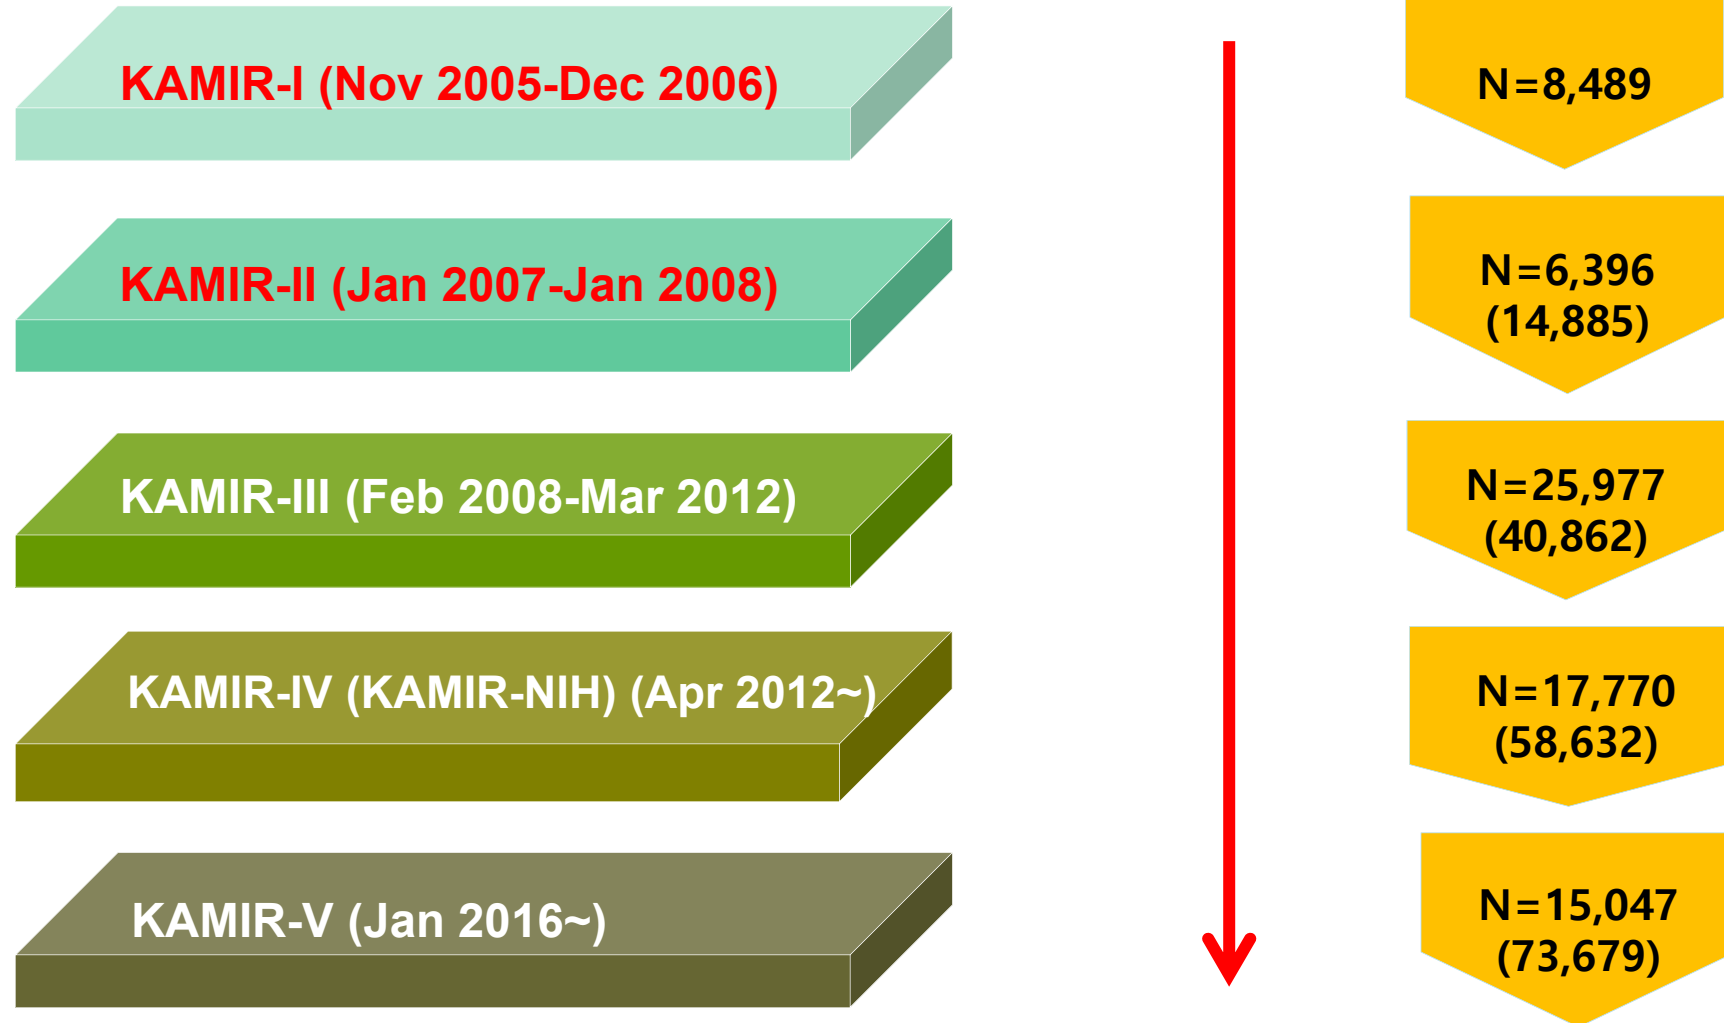 KAMIR-I (Nov 2005-Dec 2006)
N=8,489
KAMIR-II (Jan 2007-Jan 2008)
N=6,396
(14,885)
KAMIR-III (Feb 2008-Mar 2012)
N=25,977
(40,862)
KAMIR-IV (KAMIR-NIH) (Apr 2012~)
N=17,770
(58,632)
KAMIR-V (Jan 2016~)
N=15,047
(73,679)